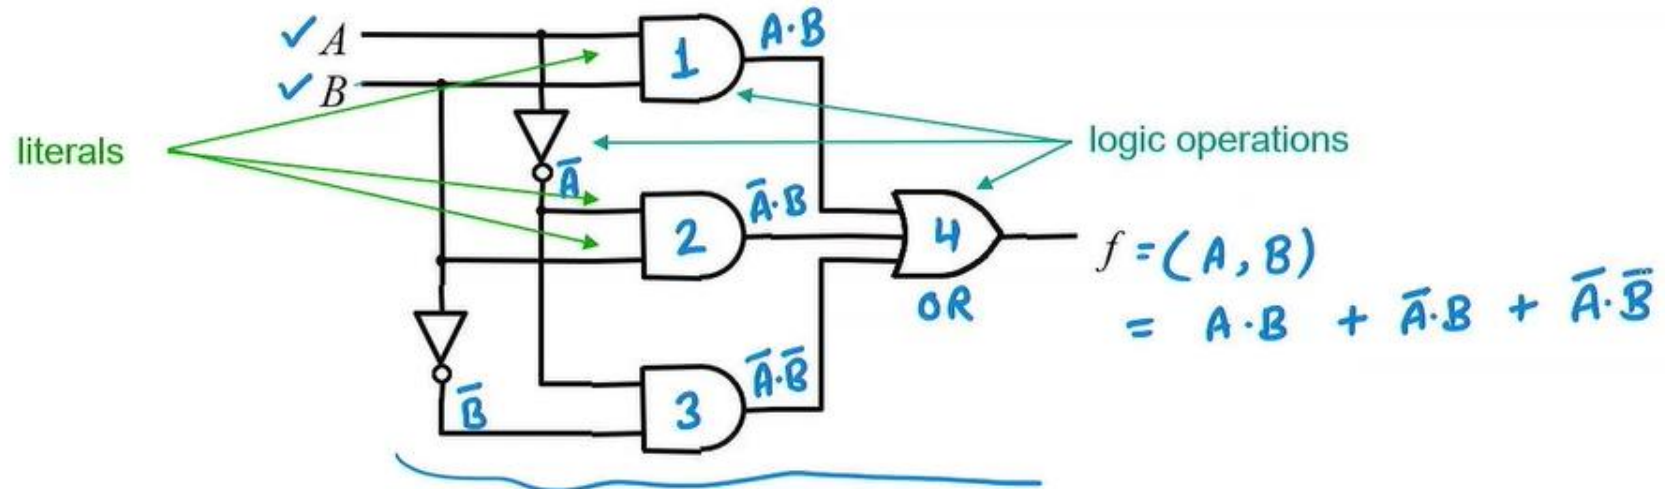 ✓ A
✓ B
literals
1
A·B
A̅
logic operations
2
A̅·B
4
OR
f = (A, B)
= A·B + A̅·B + A̅·B̅
B̅
3
A̅·B̅